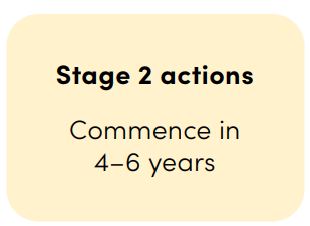 Stage 2 actions
Commence in
4–6 years